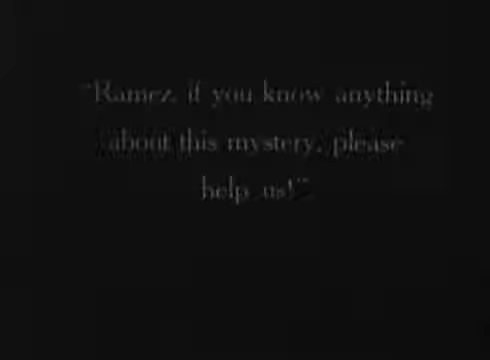 "Ramez, if you know anything
about this mystery, please
help us!"